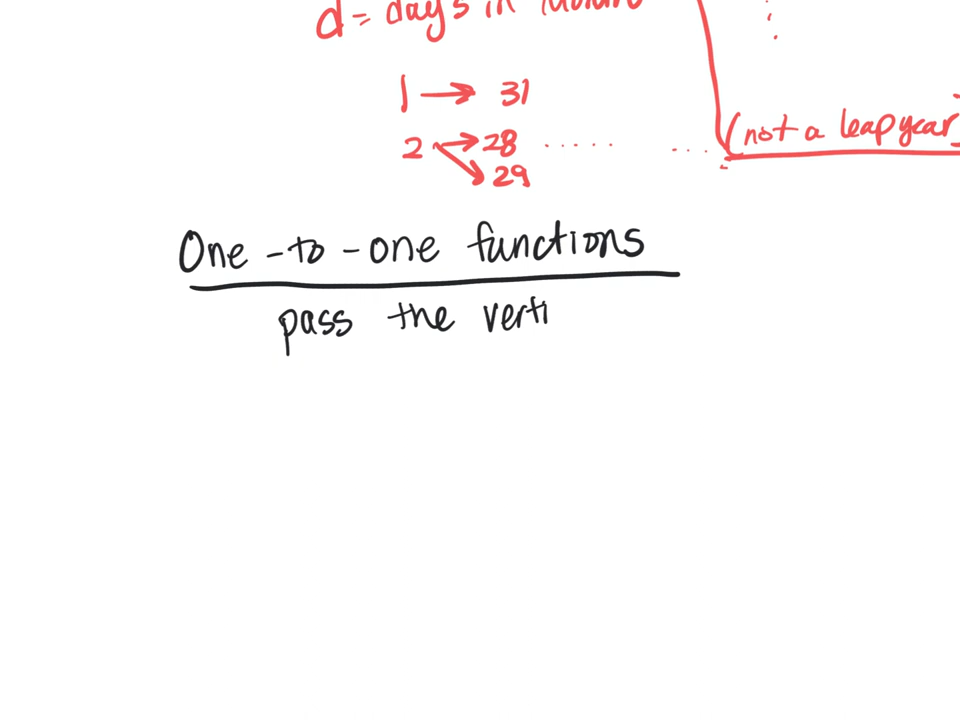 d = days in
1 → 31
2 → 28 ..... ...
29
(not a leap year)
One-to-one functions
pass the verti